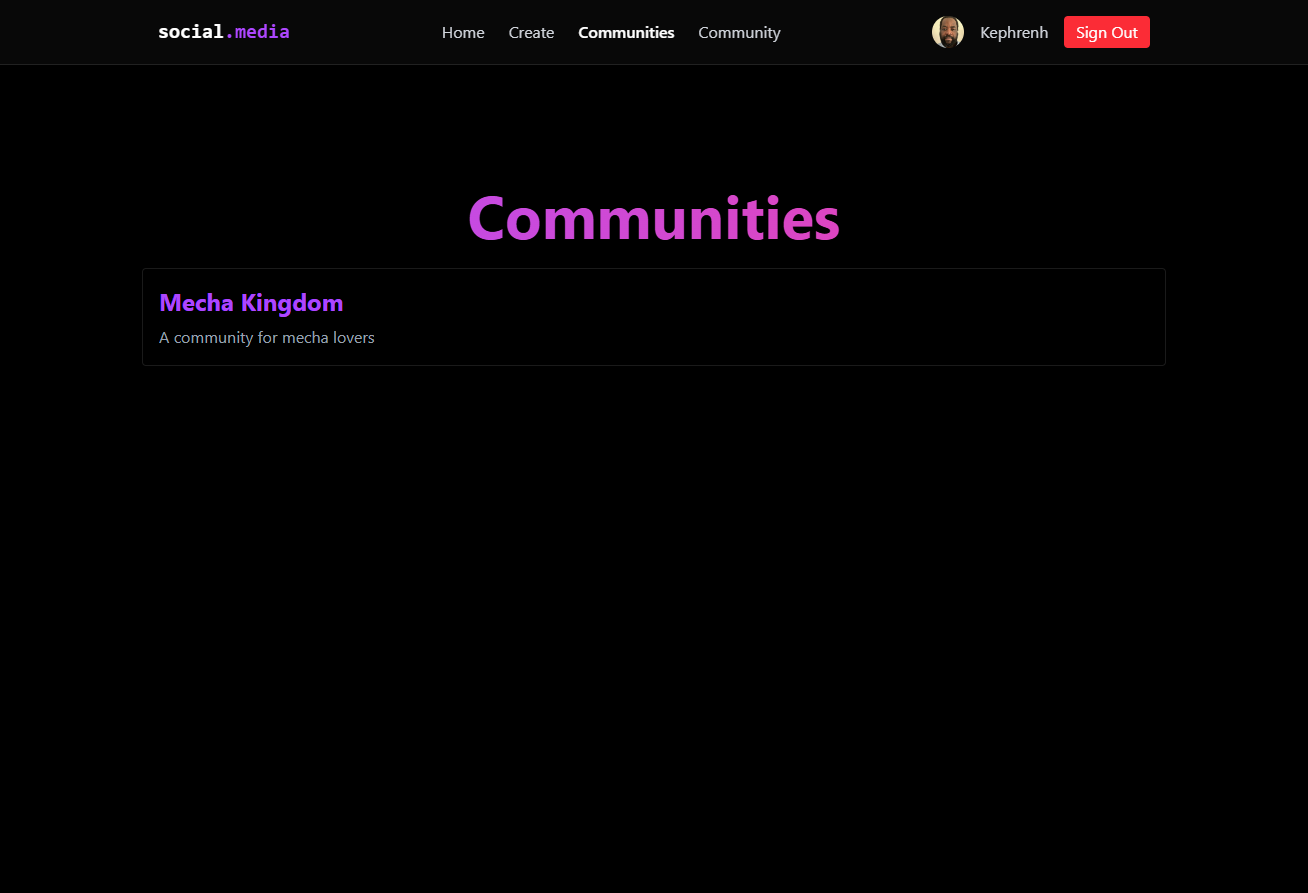 social.media Home Create Communities Community Kephrenh Sign Out
Communities
Mecha Kingdom
A community for mecha lovers